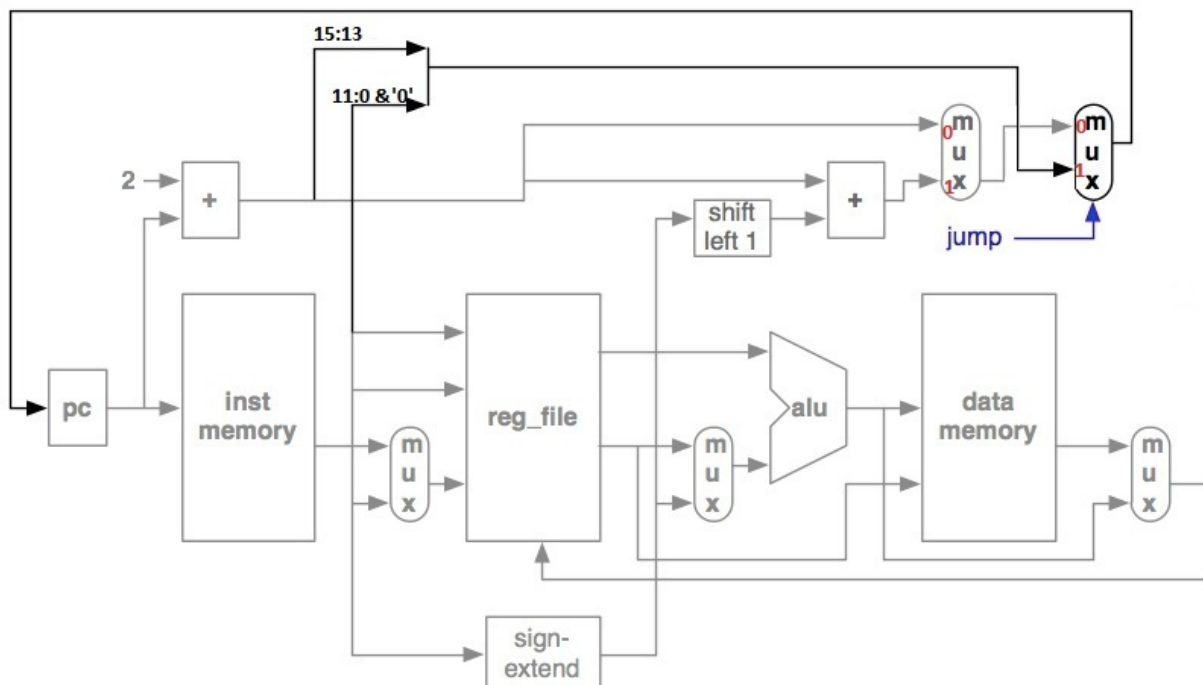 15:13
11:0 &'0'
0
m
u
1
x
0
m
u
1
x
2
+
shift
left 1
+
jump
pc
inst
memory
m
u
x
reg_file
m
u
x
alu
data
memory
m
u
x
sign-
extend